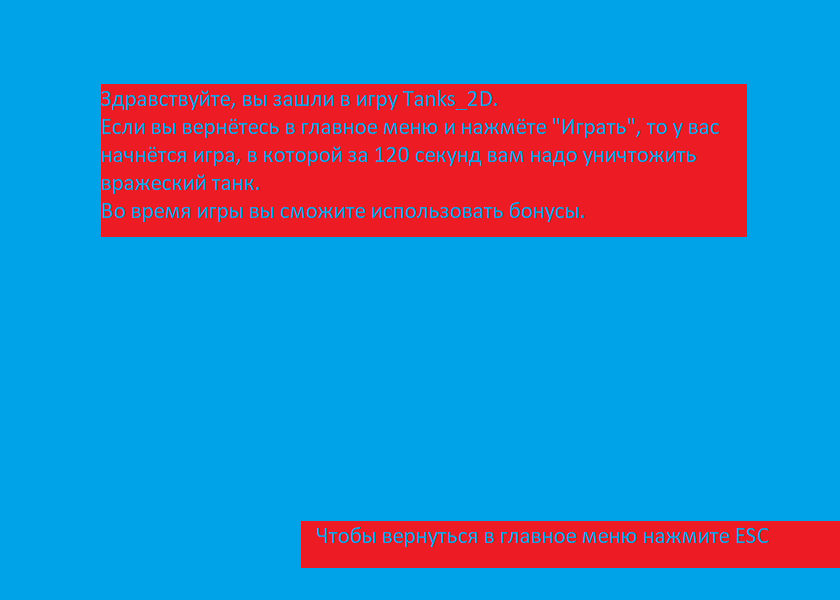 Здравствуйте, вы зашли в игру Tanks_2D.
Если вы вернётесь в главное меню и нажмёте "Играть", то у вас
начнётся игра, в которой за 120 секунд вам надо уничтожить
вражеский танк.
Во время игры вы сможите использовать бонусы.
Чтобы вернуться в главное меню нажмите ESC